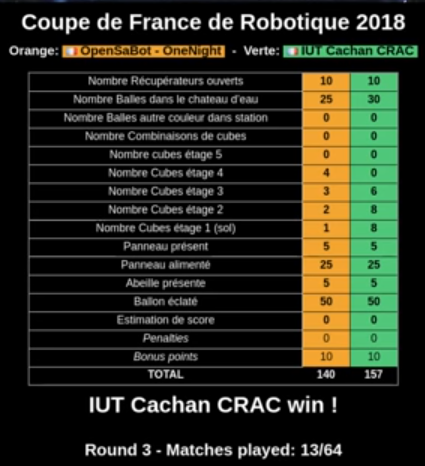 Coupe de France de Robotique 2018
Orange: OpenSaBot - OneNight - Verte: IUT Cachan CRAC
Nombre Récupérateurs ouverts 10 10
Nombre Balles dans le chateau d'eau 25 30
Nombre Balles autre couleur dans station 0 0
Nombre Combinaisons de cubes 0 0
Nombre cubes étage 5 0 0
Nombre Cubes étage 4 4 0
Nombre Cubes étage 3 3 6
Nombre Cubes étage 2 2 8
Nombre Cubes étage 1 (sol) 1 8
Panneau présent 5 5
Panneau alimenté 25 25
Abeille présente 5 5
Ballon éclaté 50 50
Estimation de score 0 0
Penalties 0 0
Bonus points 10 10
TOTAL 140 157
IUT Cachan CRAC win !
Round 3 - Matches played: 13/64